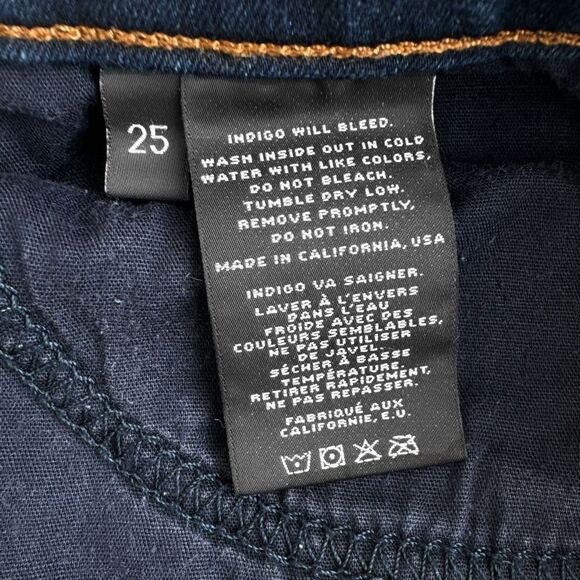 25
INDIGO WILL BLEED.
WASH INSIDE OUT IN COLD
WATER WITH LIKE COLORS,
DO NOT BLEACH.
TUMBLE DRY LOW.
REMOVE PROMPTLY,
DO NOT IRON.
MADE IN CALIFORNIA, USA
INDIGO VA SAIGNER.
LAVER À L'ENVERS
DANS L'EAU
FROIDE AVEC DES
COULEURS SEMBLABLES,
NE PAS UTILISER
DE JAVEL.
SÉCHER À BASSE
TEMPÉRATURE.
RETIRER RAPIDEMENT,
NE PAS REPASSER.
FABRIQUÉ AUX
CALIFORNIE, E.U.